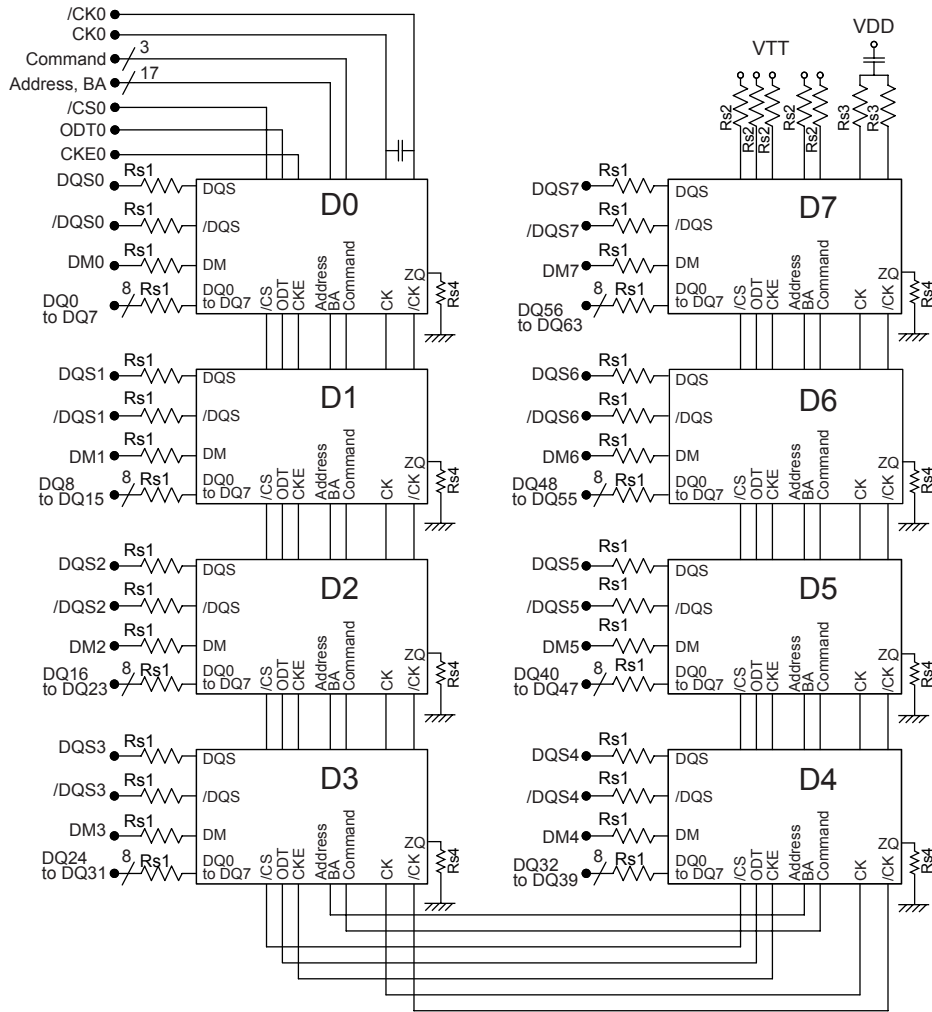 /CK0
CK0
Command 3
Address, BA 17
/CS0
ODT0
CKE0
VTT
VDD
Rs2
Rs2
Rs2
Rs2
Rs2
Rs3
Rs3
DQS0 Rs1 DQS
/DQS0 Rs1 /DQS
DM0 Rs1 DM
DQ0
to DQ7 8 Rs1 DQ0
to DQ7
D0
/CS ODT CKE Address BA Command CK /CK
ZQ Rs4
DQS7 Rs1 DQS
/DQS7 Rs1 /DQS
DM7 Rs1 DM
DQ56
to DQ63 8 Rs1 DQ0
to DQ7
D7
/CS ODT CKE Address BA Command CK /CK
ZQ Rs4
DQS1 Rs1 DQS
/DQS1 Rs1 /DQS
DM1 Rs1 DM
DQ8
to DQ15 8 Rs1 DQ0
to DQ7
D1
/CS ODT CKE Address BA Command CK /CK
ZQ Rs4
DQS6 Rs1 DQS
/DQS6 Rs1 /DQS
DM6 Rs1 DM
DQ48
to DQ55 8 Rs1 DQ0
to DQ7
D6
/CS ODT CKE Address BA Command CK /CK
ZQ Rs4
DQS2 Rs1 DQS
/DQS2 Rs1 /DQS
DM2 Rs1 DM
DQ16
to DQ23 8 Rs1 DQ0
to DQ7
D2
/CS ODT CKE Address BA Command CK /CK
ZQ Rs4
DQS5 Rs1 DQS
/DQS5 Rs1 /DQS
DM5 Rs1 DM
DQ40
to DQ47 8 Rs1 DQ0
to DQ7
D5
/CS ODT CKE Address BA Command CK /CK
ZQ Rs4
DQS3 Rs1 DQS
/DQS3 Rs1 /DQS
DM3 Rs1 DM
DQ24
to DQ31 8 Rs1 DQ0
to DQ7
D3
/CS ODT CKE Address BA Command CK /CK
ZQ Rs4
DQS4 Rs1 DQS
/DQS4 Rs1 /DQS
DM4 Rs1 DM
DQ32
to DQ39 8 Rs1 DQ0
to DQ7
D4
/CS ODT CKE Address BA Command CK /CK
ZQ Rs4